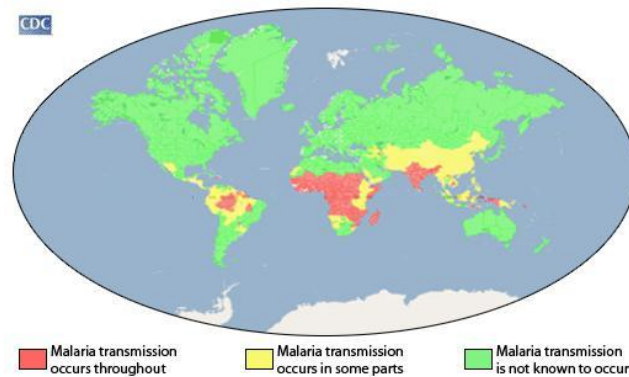 CDC
Malaria transmission
occurs throughout
Malaria transmission
occurs in some parts
Malaria transmission
is not known to occur